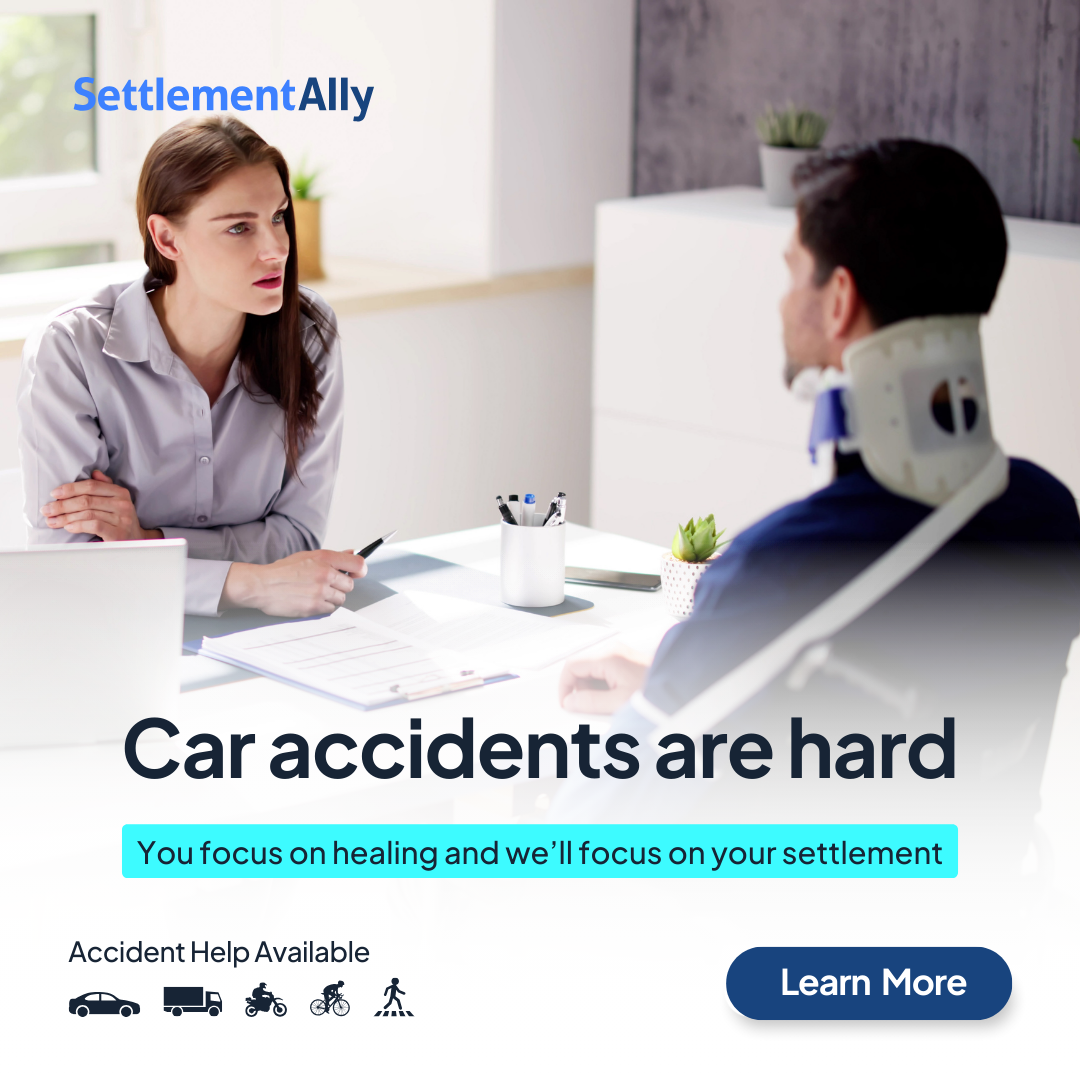 SettlementAlly
Car accidents are hard
You focus on healing and we’ll focus on your settlement
Accident Help Available
Learn More